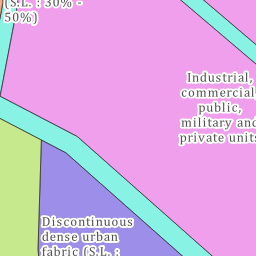 (S.L. : 30% -
50%)
Industrial,
commercial,
public,
military and
private units
Discontinuous
dense urban
fabric (S.L. :